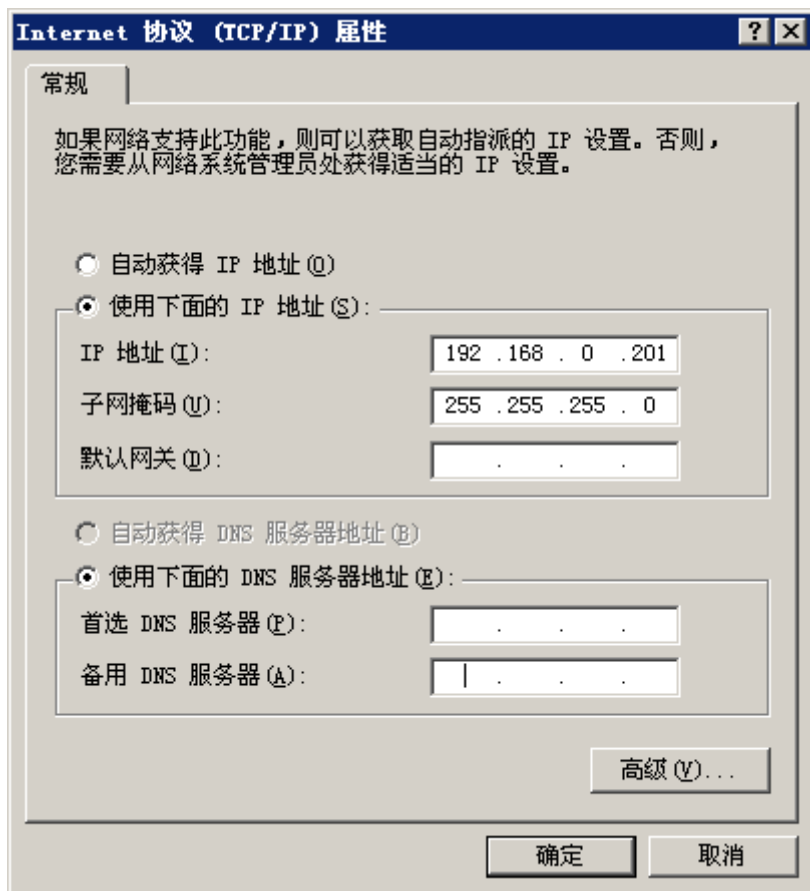 Internet 协议 (TCP/IP) 属性
常规
如果网络支持此功能，则可以获取自动指派的 IP 设置。否则，
您需要从网络系统管理员处获得适当的 IP 设置。
自动获得 IP 地址(O)
使用下面的 IP 地址(S):
IP 地址(I): 192 .168 . 0 .201
子网掩码(U): 255 .255 .255 . 0
默认网关(D): . . .
自动获得 DNS 服务器地址(B)
使用下面的 DNS 服务器地址(E):
首选 DNS 服务器(P): . . .
备用 DNS 服务器(A): . . .
高级(V)...
确定 取消